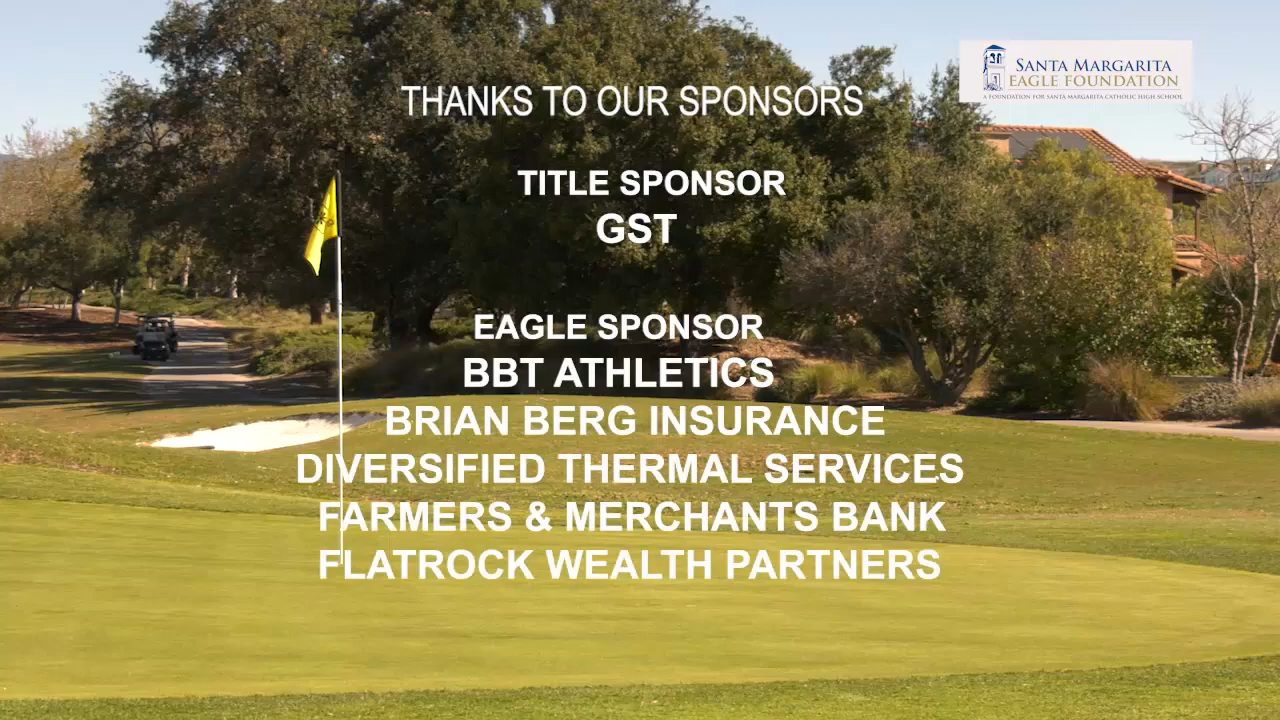 SANTA MARGARITA
EAGLE FOUNDATION
A FOUNDATION FOR SANTA MARGARITA CATHOLIC HIGH SCHOOL
THANKS TO OUR SPONSORS
TITLE SPONSOR
GST
EAGLE SPONSOR
BBT ATHLETICS
BRIAN BERG INSURANCE
DIVERSIFIED THERMAL SERVICES
FARMERS & MERCHANTS BANK
FLATROCK WEALTH PARTNERS